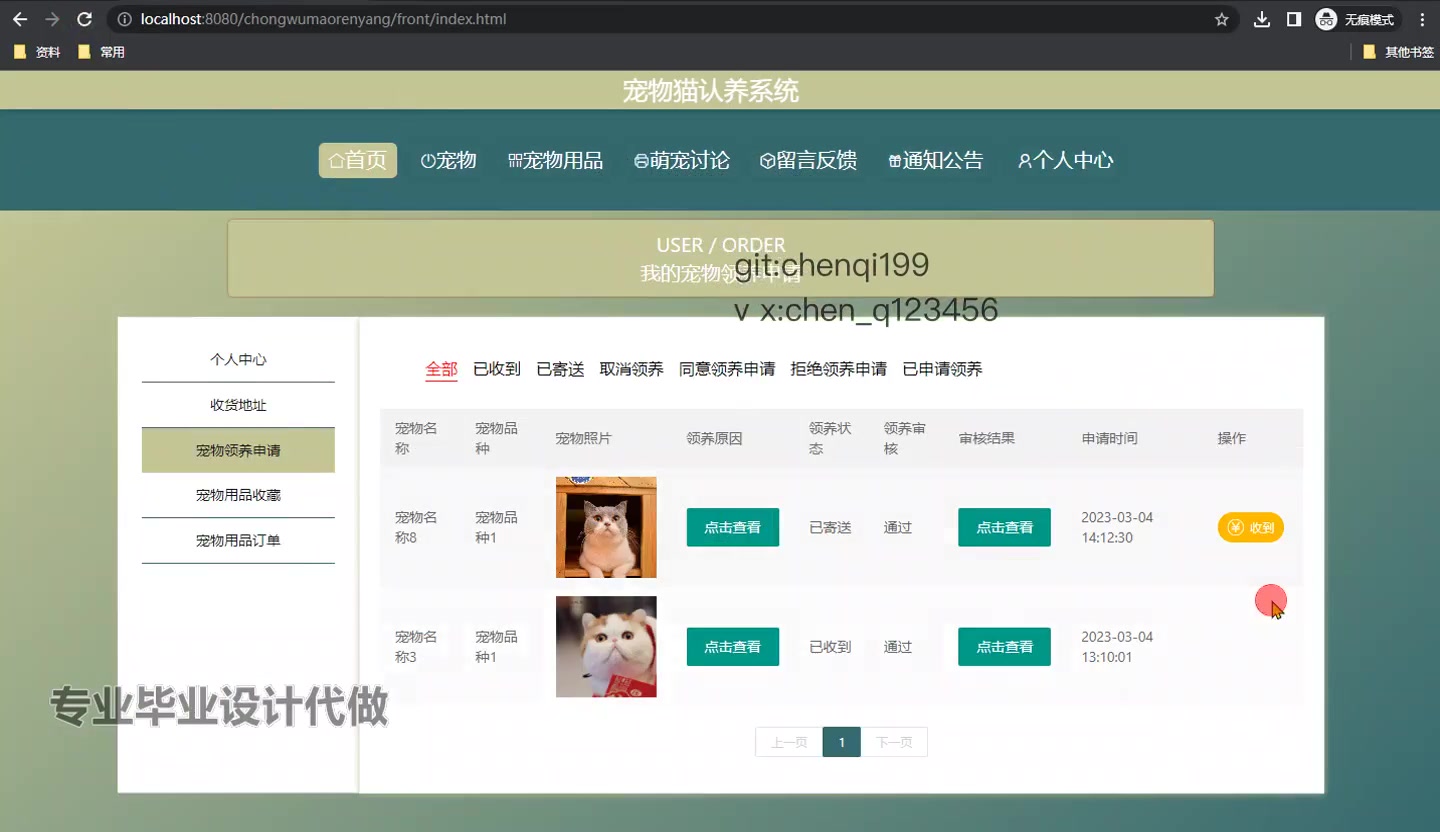 localhost:8080/chongwumaorenyang/front/index.html
无痕模式
资料
常用
其他书签
宠物猫认养系统
首页
宠物
宠物用品
萌宠讨论
留言反馈
通知公告
个人中心
USER / ORDER
我的宠物领养申请
git:chenqi199
v x:chen_q123456
个人中心
收货地址
宠物领养申请
宠物用品收藏
宠物用品订单
全部 已收到 已寄送 取消领养 同意领养申请 拒绝领养申请 已申请领养
宠物名称
宠物品种
宠物照片
领养原因
领养状态
领养审核
审核结果
申请时间
操作
宠物名称8
宠物品种1
点击查看
已寄送
通过
点击查看
2023-03-04
14:12:30
收到
宠物名称3
宠物品种1
点击查看
已收到
通过
点击查看
2023-03-04
13:10:01
专业毕业设计代做
上一页
1
下一页